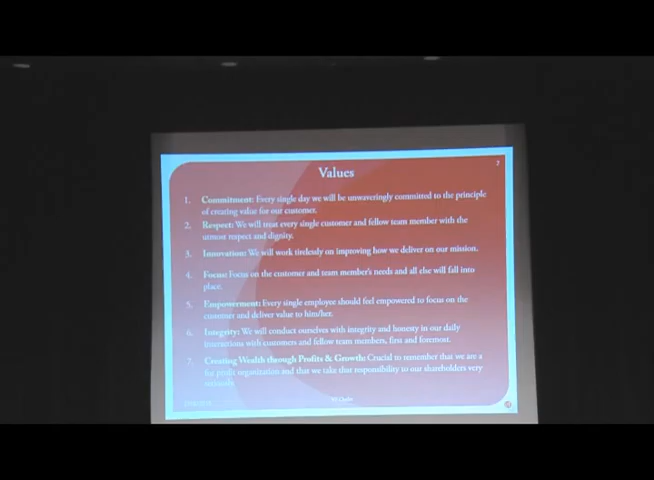 7
Values
1. Commitment: Every single day we will be unwaveringly committed to the principle
of creating value for our customer.
2. Respect: We will treat every single customer and fellow team member with the
utmost respect and dignity.
3. Innovation: We will work tirelessly on improving how we deliver on our mission.
4. Focus: Focus on the customer and team member's needs and all else will fall into
place.
5. Empowerment: Every single employee should feel empowered to focus on the
customer and deliver value to him/her.
6. Integrity: We will conduct ourselves with integrity and honesty in our daily
interactions with customers and fellow team members, first and foremost.
7. Creating Wealth through Profits & Growth: Crucial to remember that we are a
for profit organization and that we take that responsibility to our shareholders very
seriously.